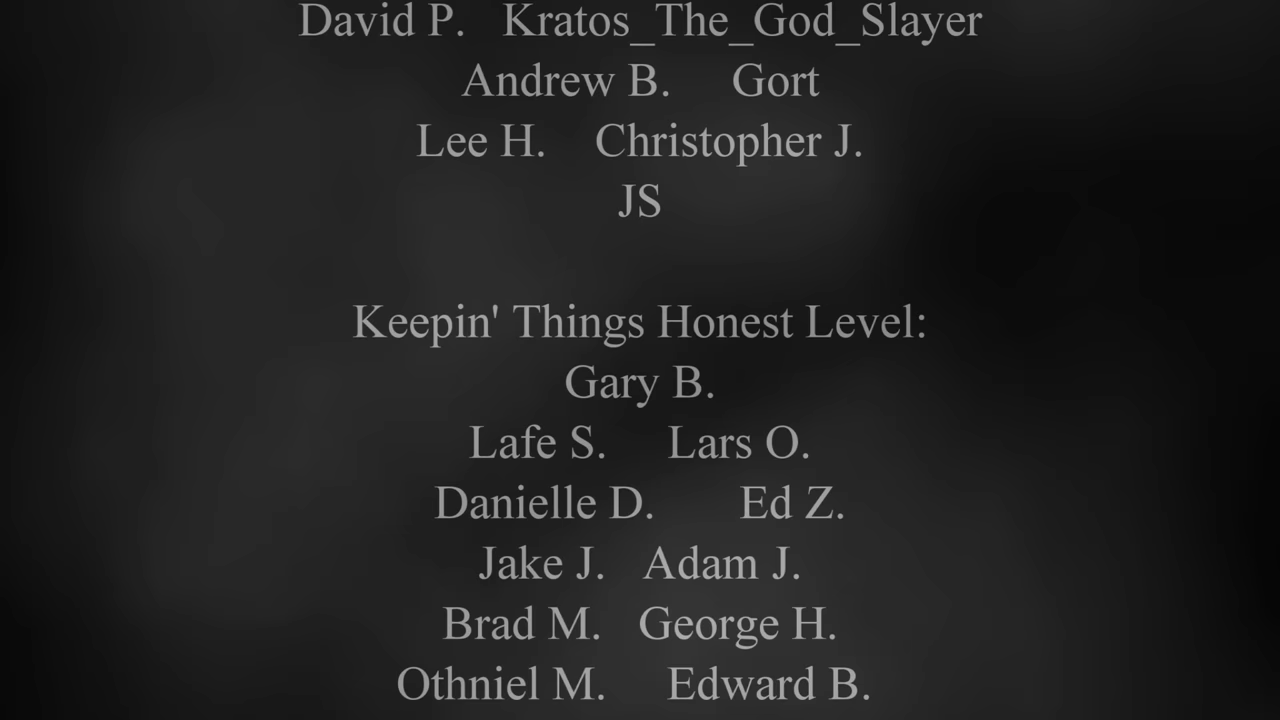 David P. Kratos_The_God_Slayer
Andrew B. Gort
Lee H. Christopher J.
JS
Keepin' Things Honest Level:
Gary B.
Lafe S. Lars O.
Danielle D. Ed Z.
Jake J. Adam J.
Brad M. George H.
Othniel M. Edward B.